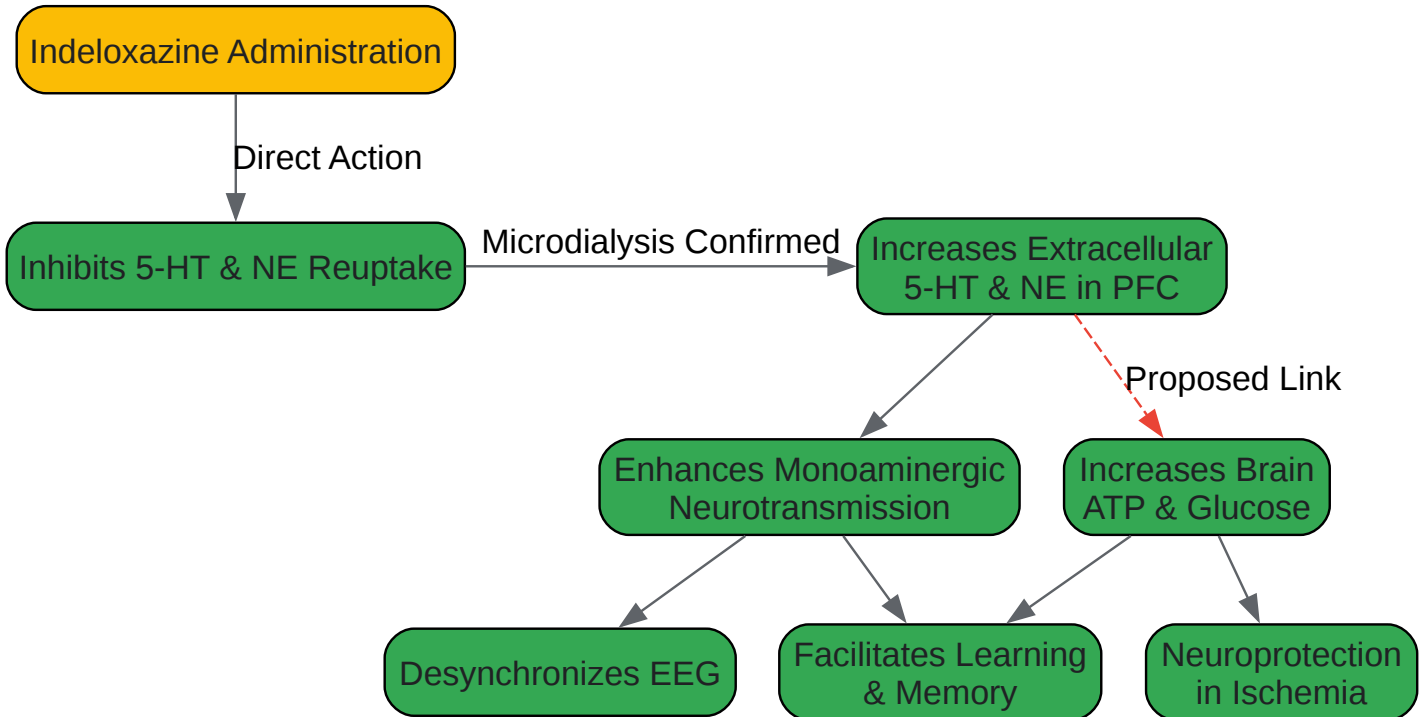 Indeloxazine Administration
Direct Action
Inhibits 5-HT & NE Reuptake
Microdialysis Confirmed
Increases Extracellular
5-HT & NE in PFC
Proposed Link
Enhances Monoaminergic
Neurotransmission
Increases Brain
ATP & Glucose
Desynchronizes EEG
Facilitates Learning
& Memory
Neuroprotection
in Ischemia